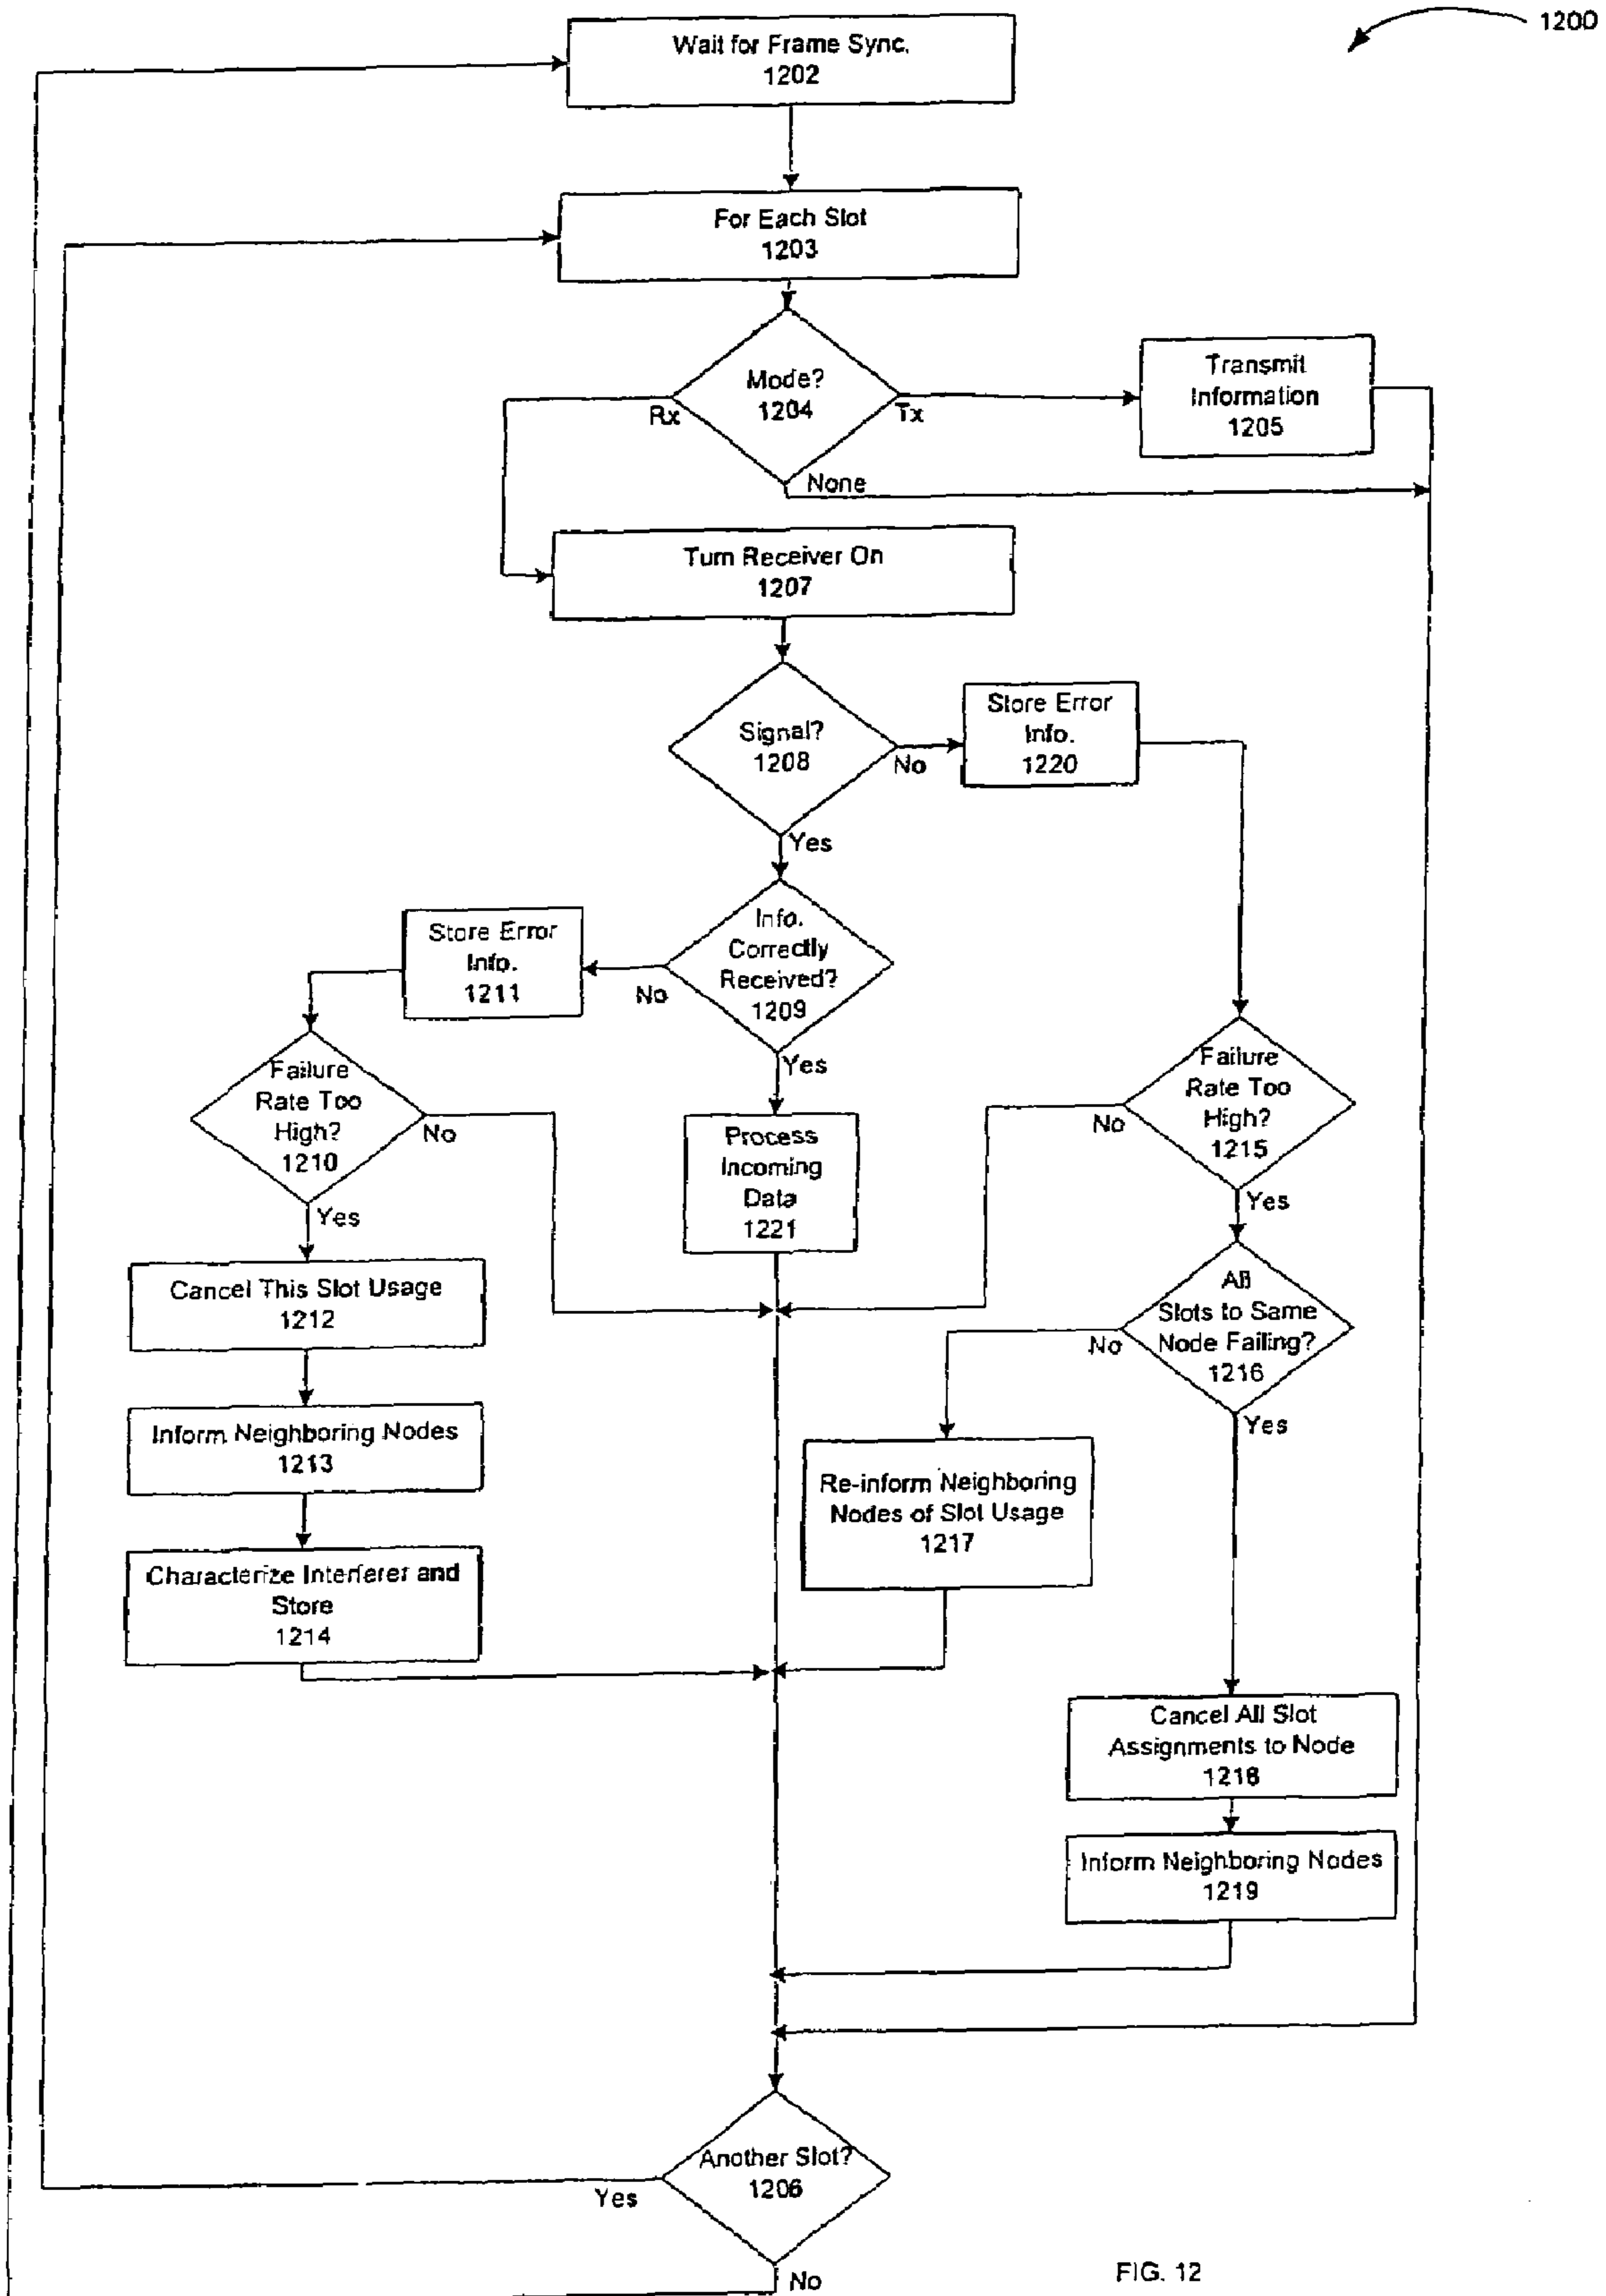 1200
Wait for Frame Sync.
1202
For Each Slot
1203
Mode?
1204
Rx
Tx
None
Transmit
Information
1205
Turn Receiver On
1207
Signal?
1208
No
Yes
Store Error
Info.
1220
Info.
Correctly
Received?
1209
No
Yes
Store Error
Info.
1211
Failure
Rate Too
High?
1210
No
Yes
Process
Incoming
Data
1221
Failure
Rate Too
High?
1215
No
Yes
Cancel This Slot Usage
1212
All
Slots to Same
Node Failing?
1216
No
Yes
Inform Neighboring Nodes
1213
Re-inform Neighboring
Nodes of Slot Usage
1217
Characterize Interferer and
Store
1214
Cancel All Slot
Assignments to Node
1218
Inform Neighboring Nodes
1219
Another Slot?
1206
Yes
No
FIG. 12